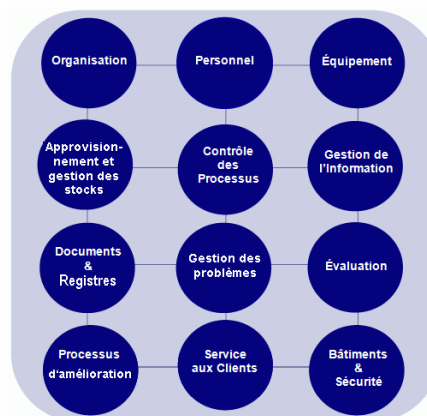 Organisation
Personnel
Équipement
Approvision-
nement et
gestion des
stocks
Contrôle
des
Processus
Gestion de
l'Information
Documents
&
Registres
Gestion des
problèmes
Évaluation
Processus
d'amélioration
Service
aux Clients
Bâtiments
&
Sécurité